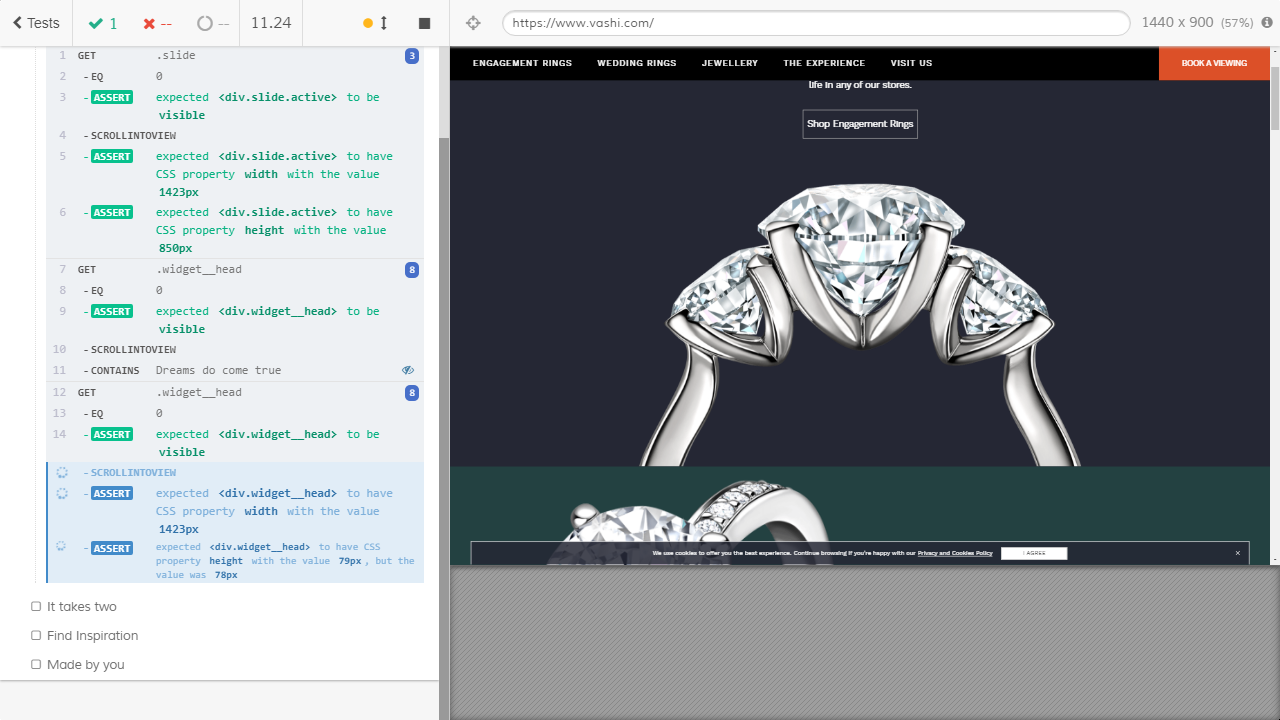 Tests
1
--
--
11.24
https://www.vashi.com/
1440 x 900 (57%)
1 GET .slide 3
2 - EQ 0
3 - ASSERT expected <div.slide.active> to be
visible
4 - SCROLLINTOVIEW
5 - ASSERT expected <div.slide.active> to have
CSS property width with the value
1423px
6 - ASSERT expected <div.slide.active> to have
CSS property height with the value
850px
7 GET .widget__head 8
8 - EQ 0
9 - ASSERT expected <div.widget__head> to be
visible
10 - SCROLLINTOVIEW
11 - CONTAINS Dreams do come true
12 GET .widget__head 8
13 - EQ 0
14 - ASSERT expected <div.widget__head> to be
visible
- SCROLLINTOVIEW
- ASSERT expected <div.widget__head> to have
CSS property width with the value
1423px
- ASSERT expected <div.widget__head> to have CSS
property height with the value 79px , but the
value was 78px
It takes two
Find Inspiration
Made by you
ENGAGEMENT RINGS WEDDING RINGS JEWELLERY THE EXPERIENCE VISIT US BOOK A VIEWING
life in any of our stores.
Shop Engagement Rings
We use cookies to offer you the best experience. Continue browsing if you're happy with our Privacy and Cookies Policy I AGREE ×